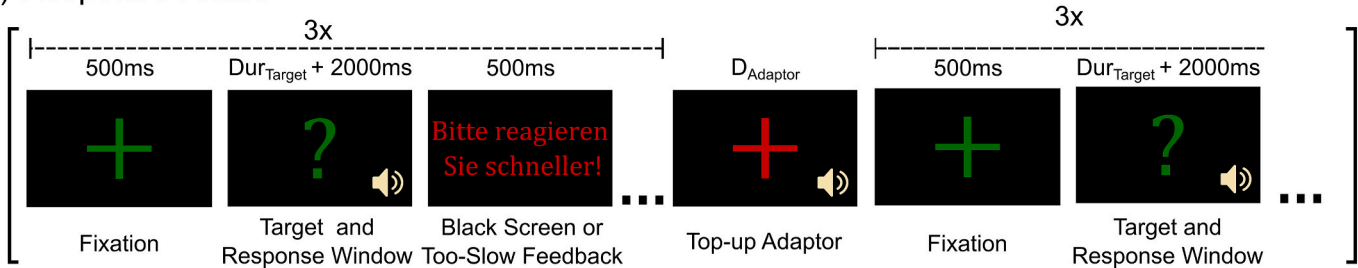 3x
3x
500ms DurTarget + 2000ms 500ms DAdaptor 500ms DurTarget + 2000ms
?
Bitte reagieren
Sie schneller!
...
?
...
Fixation
Target and
Response Window
Black Screen or
Too-Slow Feedback
Top-up Adaptor
Fixation
Target and
Response Window